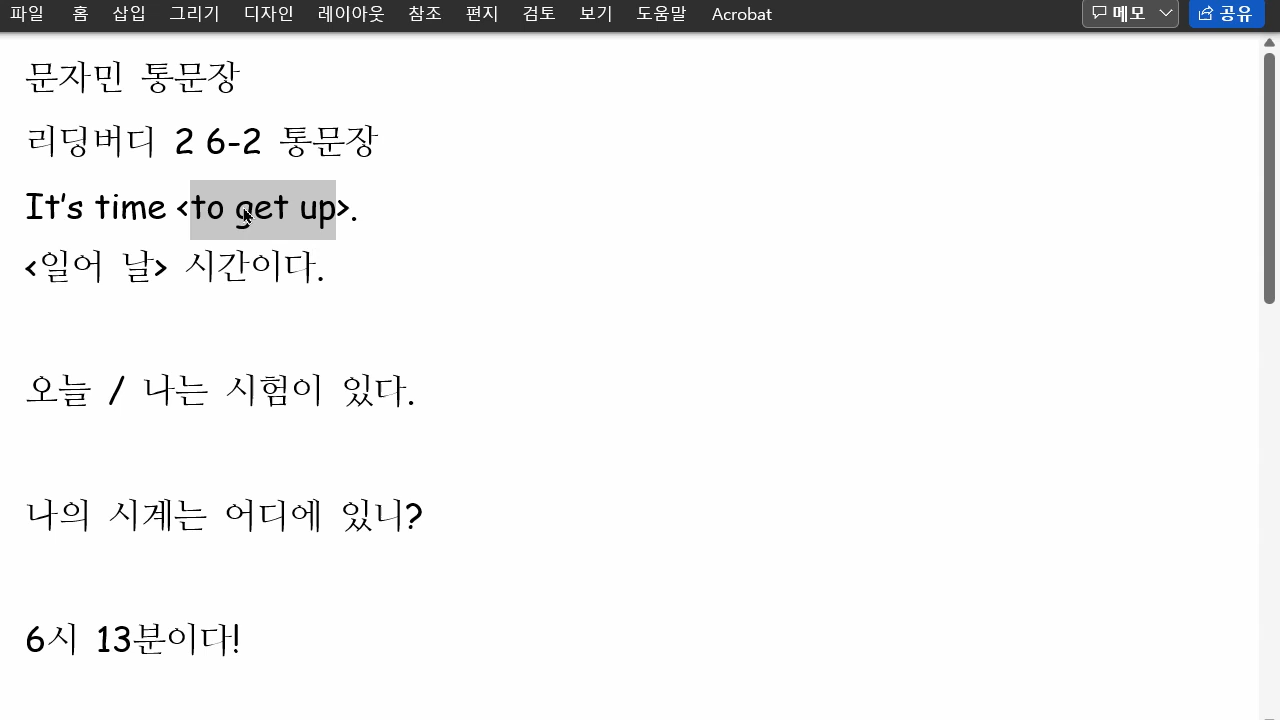 파일 홈 삽입 그리기 디자인 레이아웃 참조 편지 검토 보기 도움말 Acrobat 메모 공유
문자민 통문장
리딩버디 2 6-2 통문장
It's time <to get up>.
<일어 날> 시간이다.
오늘 / 나는 시험이 있다.
나의 시계는 어디에 있니?
6시 13분이다!